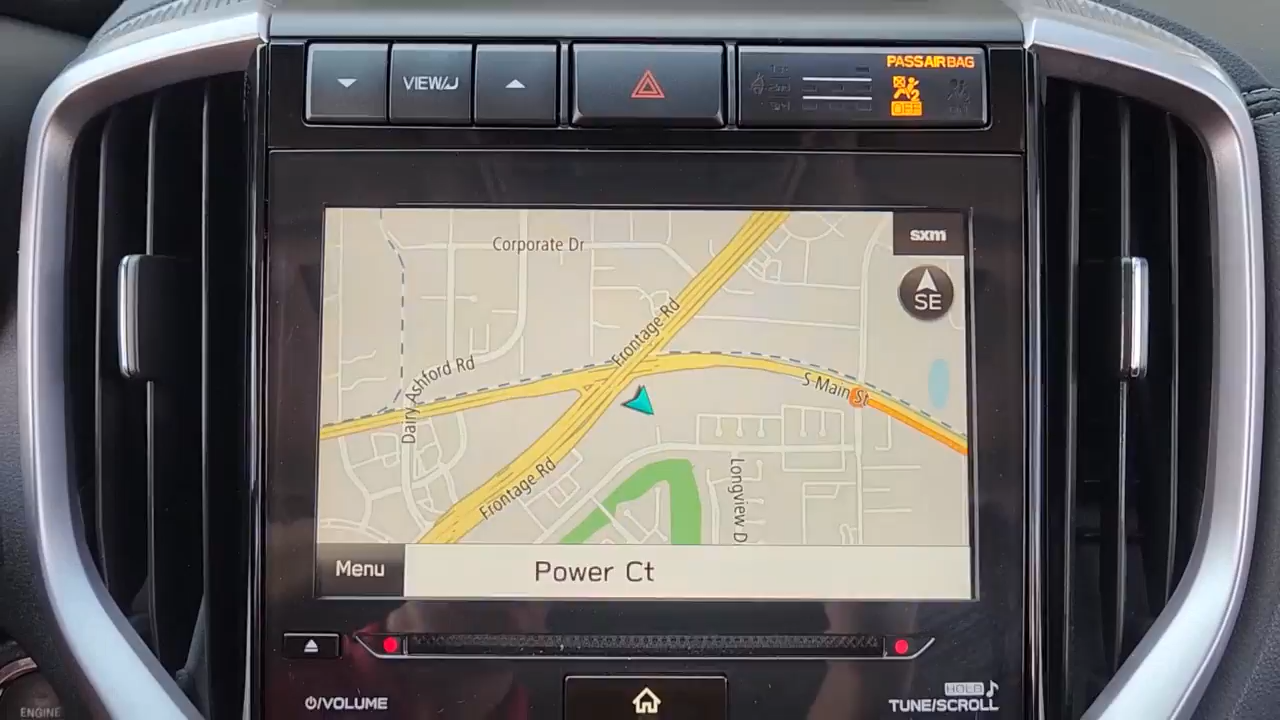 VIEW/
PASS AIR BAG
OFF
sxm
Corporate Dr
SE
Frontage Rd
Dairy Ashford Rd
S Main St
Frontage Rd
Longview D
Menu
Power Ct
/VOLUME
HOLD
TUNE/SCROLL
ENGINE